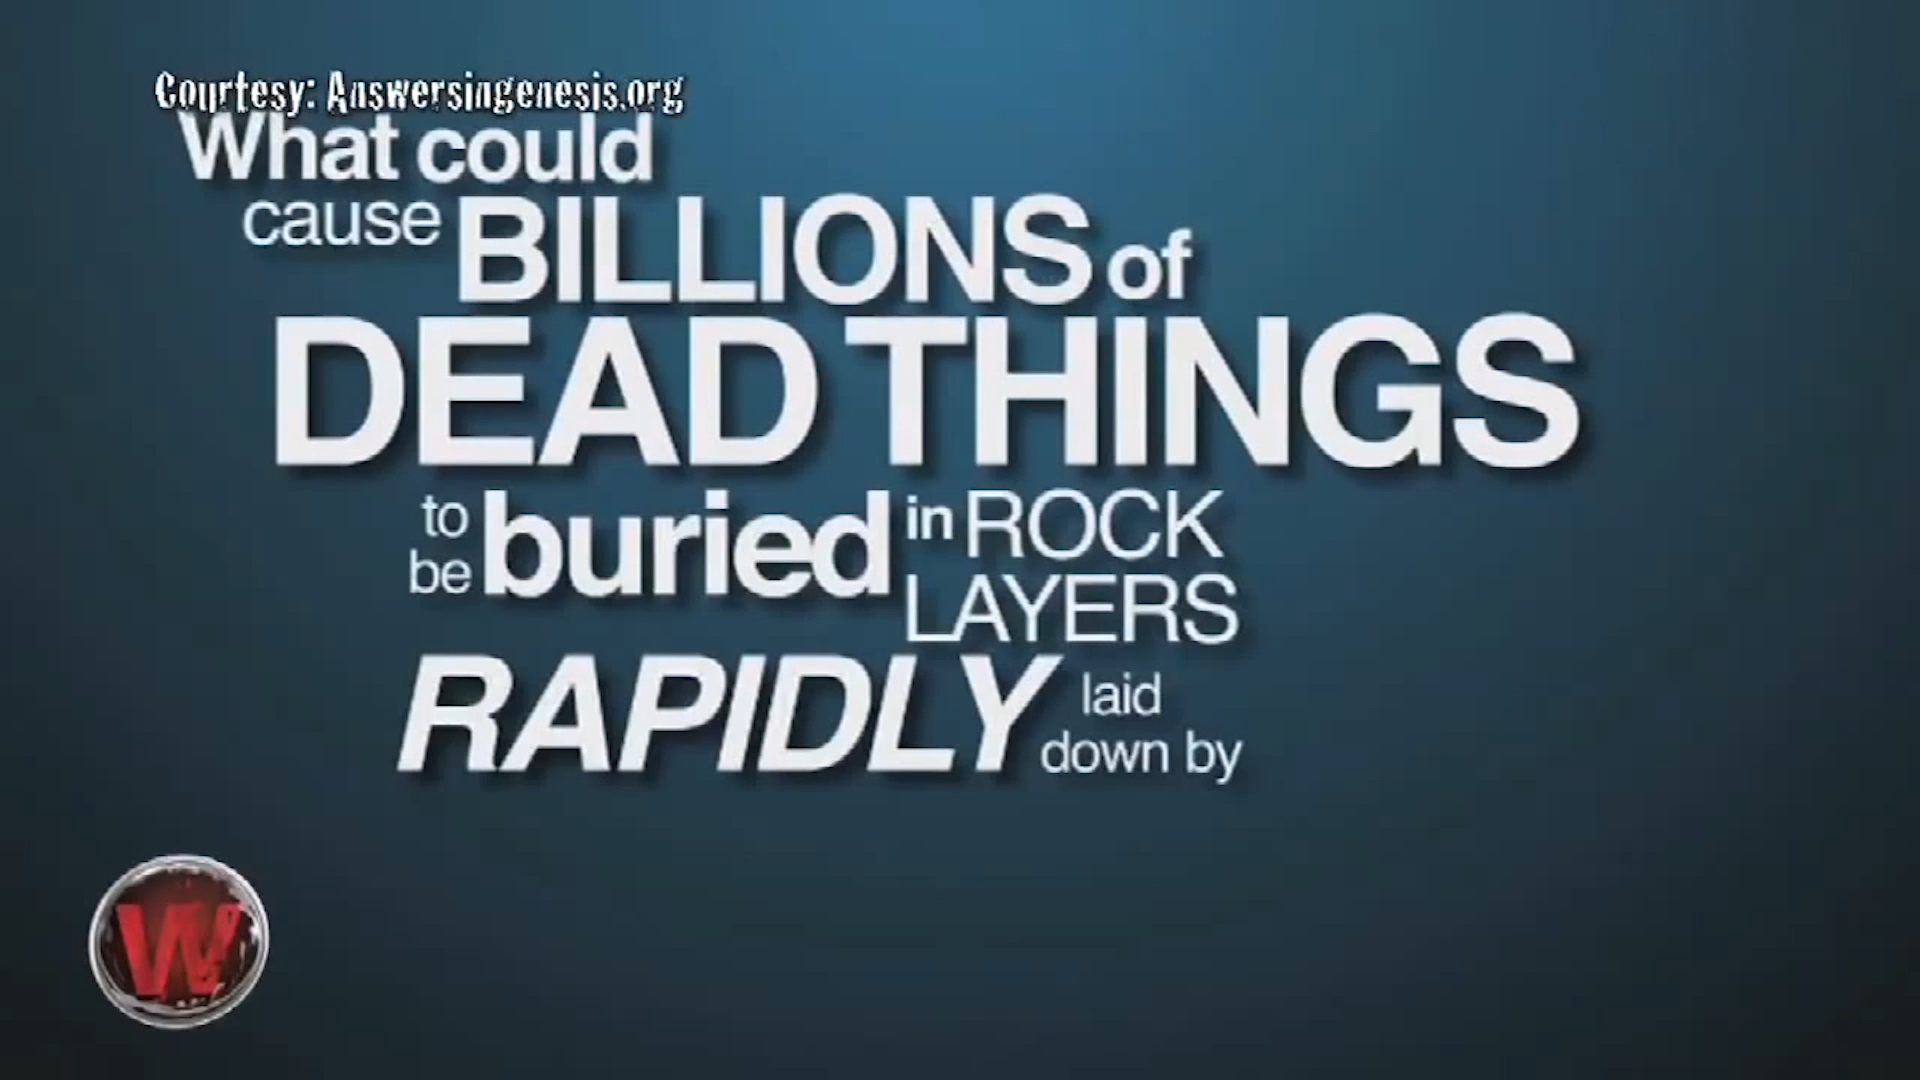 Courtesy: Answersingenesis.org
What could
cause BILLIONS of
DEAD THINGS
to be buried in ROCK LAYERS
RAPIDLY laid down by
W